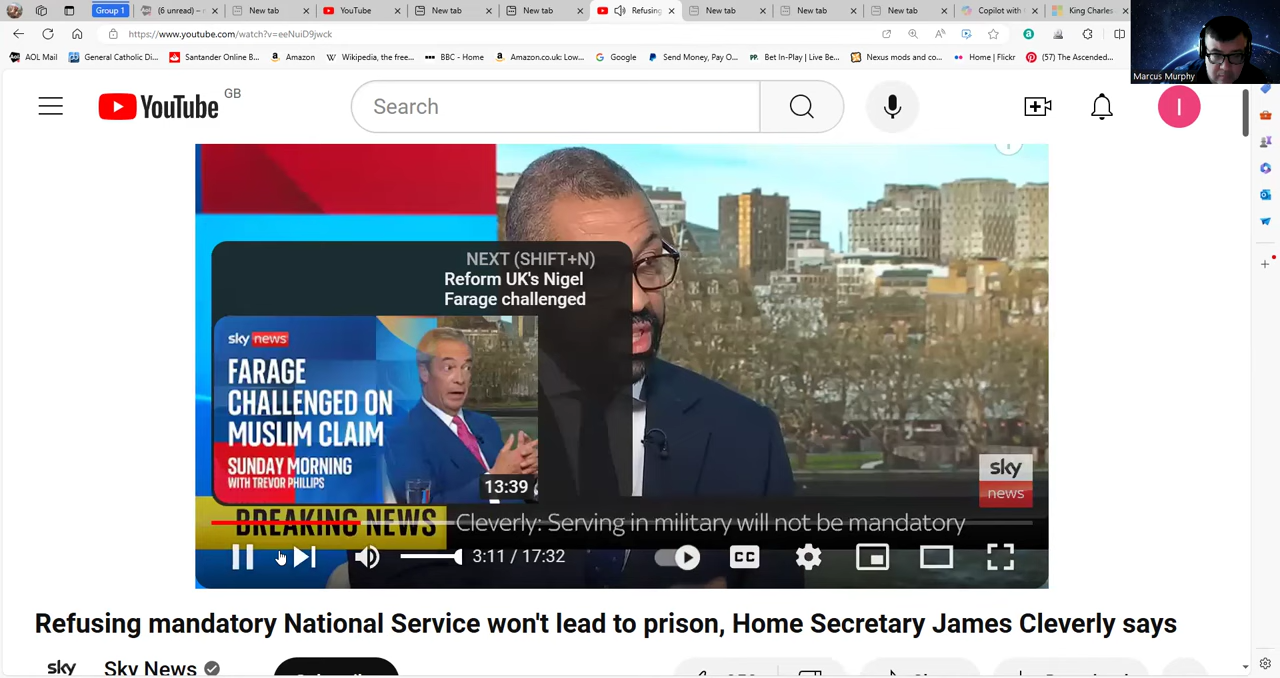 Group 1
(6 unread) –
New tab
YouTube
New tab
New tab
Refusing
New tab
New tab
New tab
Copilot with
King Charles
https://www.youtube.com/watch?v=eeNuiD9jwck
AOL Mail
General Catholic Di...
Santander Online B...
Amazon
Wikipedia, the free...
BBC - Home
Amazon.co.uk: Low...
Google
Send Money, Pay O...
Bet In-Play | Live Be...
Nexus mods and co...
Home | Flickr
(57) The Ascended...
Marcus Murphy
YouTube
GB
Search
I
NEXT (SHIFT+N)
Reform UK's Nigel
Farage challenged
sky news
FARAGE
CHALLENGED ON
MUSLIM CLAIM
SUNDAY MORNING
WITH TREVOR PHILLIPS
13:39
sky
news
BREAKING NEWS
Cleverly: Serving in military will not be mandatory
3:11 / 17:32
CC
Refusing mandatory National Service won't lead to prison, Home Secretary James Cleverly says
sky
Sky News